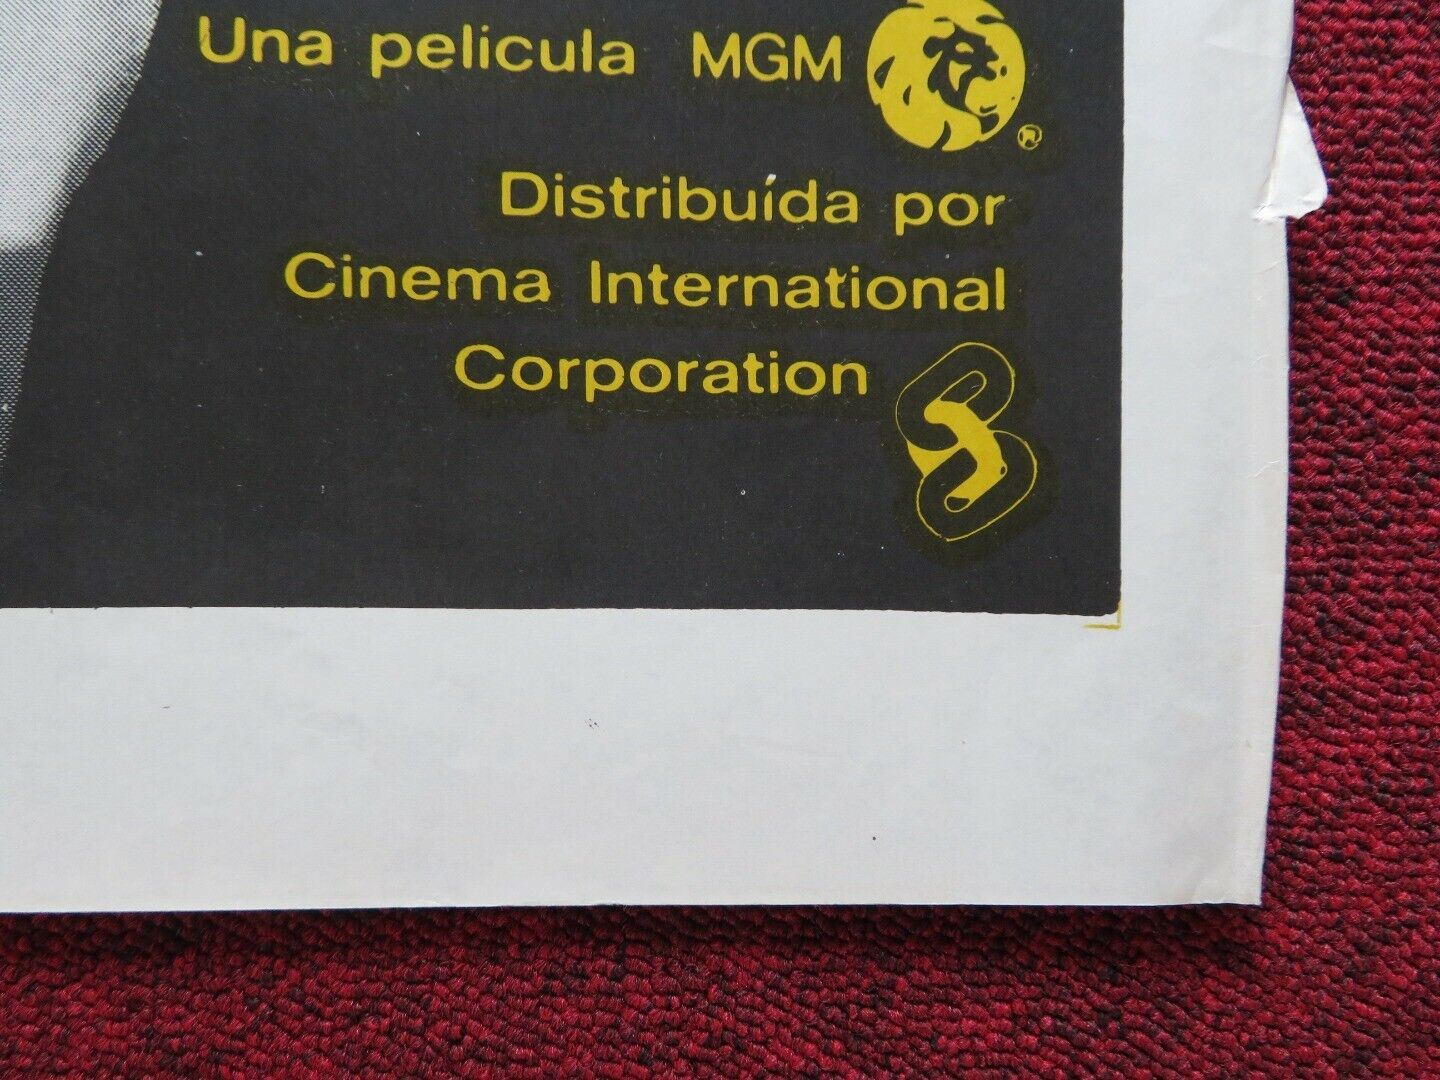 Una pelicula MGM
®
Distribuída por
Cinema International
Corporation